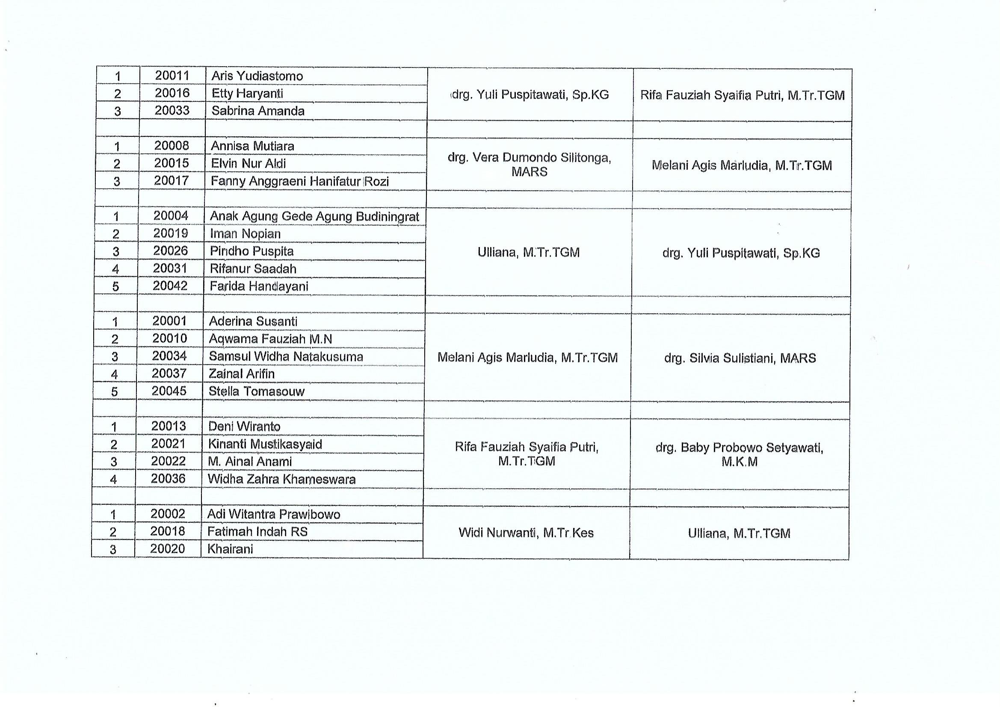 1 20011 Aris Yudiastomo
2 20016 Etty Haryanti
drg. Yuli Puspitawati, Sp.KG
Rifa Fauziah Syaifia Putri, M.Tr.TGM
3 20033 Sabrina Amanda
1 20008 Annisa Mutiara
2 20015 Elvin Nur Aldi
drg. Vera Dumondo Silitonga,
MARS
Melani Agis Marludia, M.Tr.TGM
3 20017 Fanny Anggraeni Hanifatur Rozi
1 20004 Anak Agung Gede Agung Budiningrat
2 20019 Iman Nopian
3 20026 Piridho Puspita
Ulliana, M.Tr.TGM
drg. Yuli Puspitawati, Sp.KG
4 20031 Rifanur Saadah
5 20042 Farida Handayani
1 20001 Aderina Susanti
2 20010 Aqwama Fauziah M.N
3 20034 Samsul Widha Natakusuma
Melani Agis Marludia, M.Tr.TGM
drg. Silvia Sulistiani, MARS
4 20037 Zainal Arifin
5 20045 Stella Tomasouw
1 20013 Deni Wiranto
2 20021 Kinanti Mustikasyaid
Rifa Fauziah Syaifia Putri,
M.Tr.TGM
drg. Baby Probowo Setyawati,
M.K.M
3 20022 M. Ainal Anami
4 20036 Widha Zahra Khameswara
1 20002 Adi Witantra Prawibowo
2 20018 Fatimah Indah RS
Widi Nurwanti, M.Tr.Kes
Ulliana, M.Tr.TGM
3 20020 Khairani